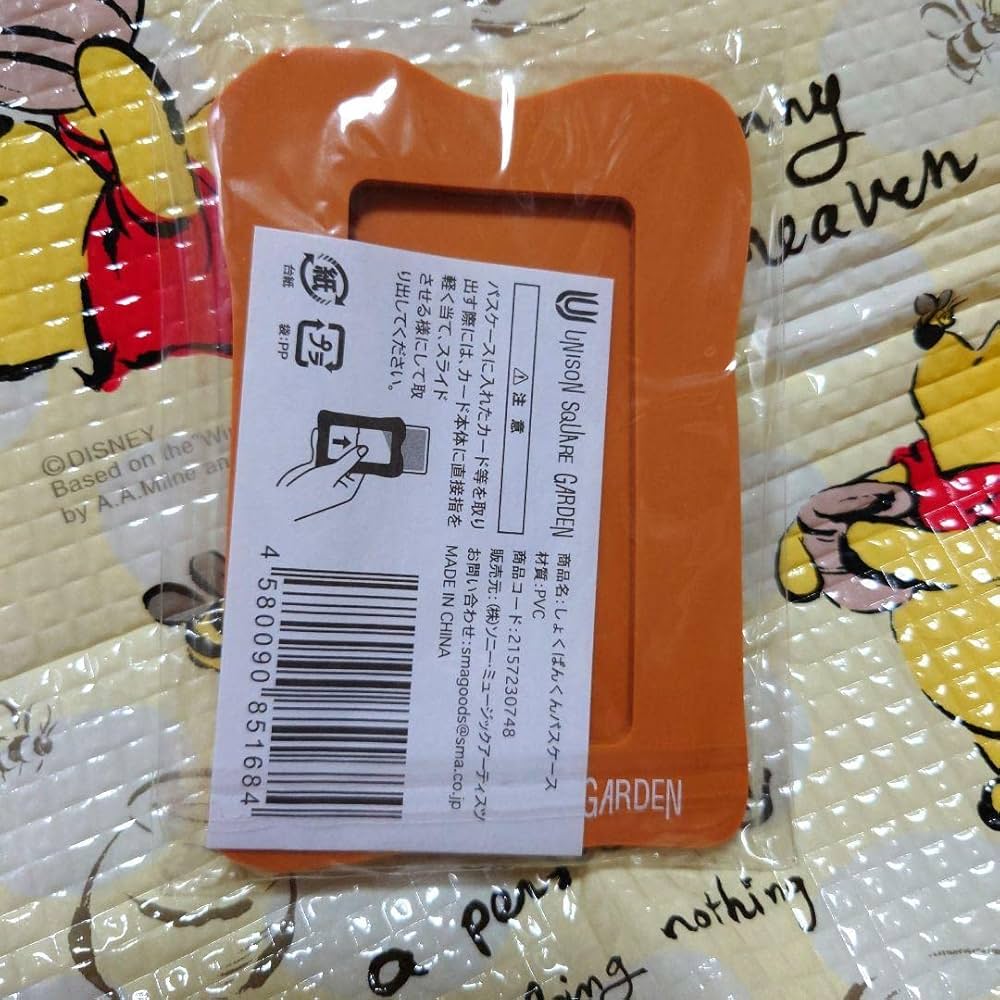 UNISON SQUARE GARDEN
⚠注意
パスケースに入れたカード等を取り
出す際には、カード本体に直接指を
軽く当て、スライド
させる様にして取
り出してください。
紙
台紙
プラ
袋:PP
商品名:しょくぱんくんパスケース
材質:PVC
商品コード:2157230748
販売元:(株)ソニー・ミュージックアーティスツ
お問い合わせ:smagoods@sma.co.jp
MADE IN CHINA
4 580090 851684
GARDEN
©DISNEY
Based on the "Wi
by A.A.Milne an
heaven
nothing